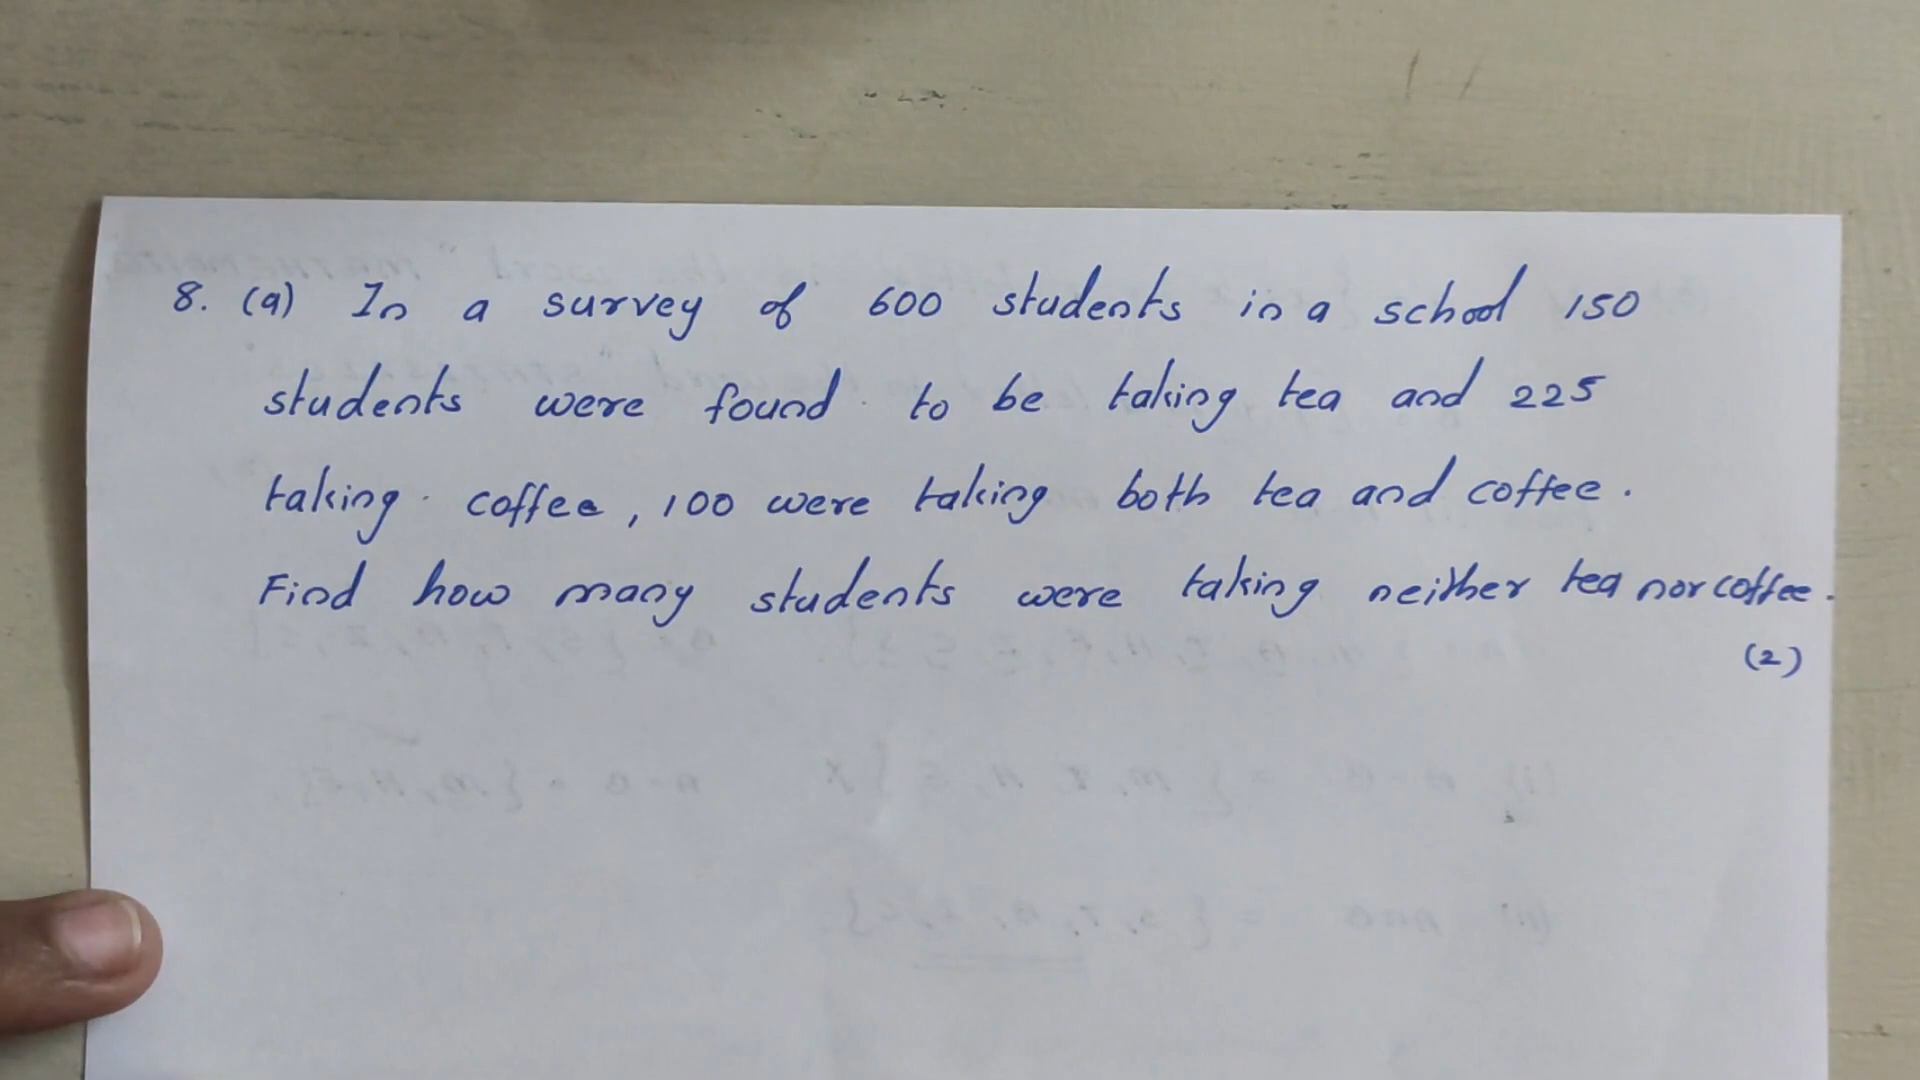 8. (a) In a survey of 600 students in a school 150
students were found to be taking tea and 225
taking coffee, 100 were taking both tea and coffee.
Find how many students were taking neither tea nor coffee.
(2)